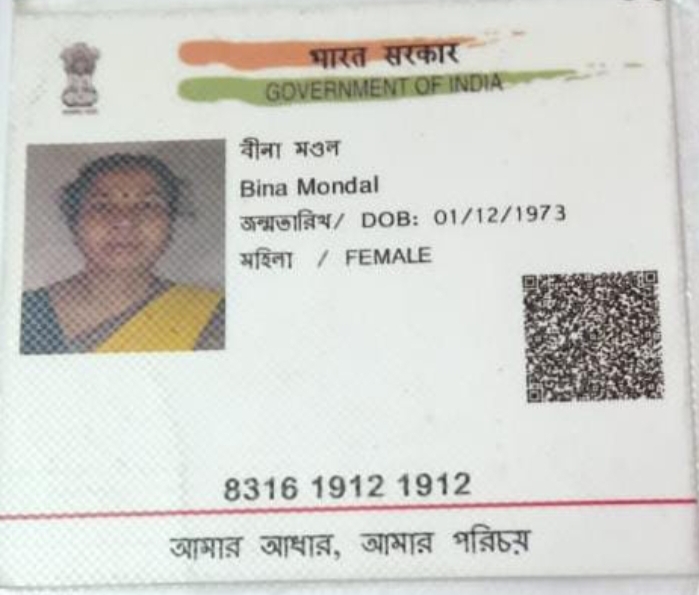 भारत सरकार
GOVERNMENT OF INDIA
বীনা মণ্ডল
Bina Mondal
জন্মতারিখ/ DOB: 01/12/1973
মহিলা / FEMALE
8316 1912 1912
আমার আধার, আমার পরিচয়